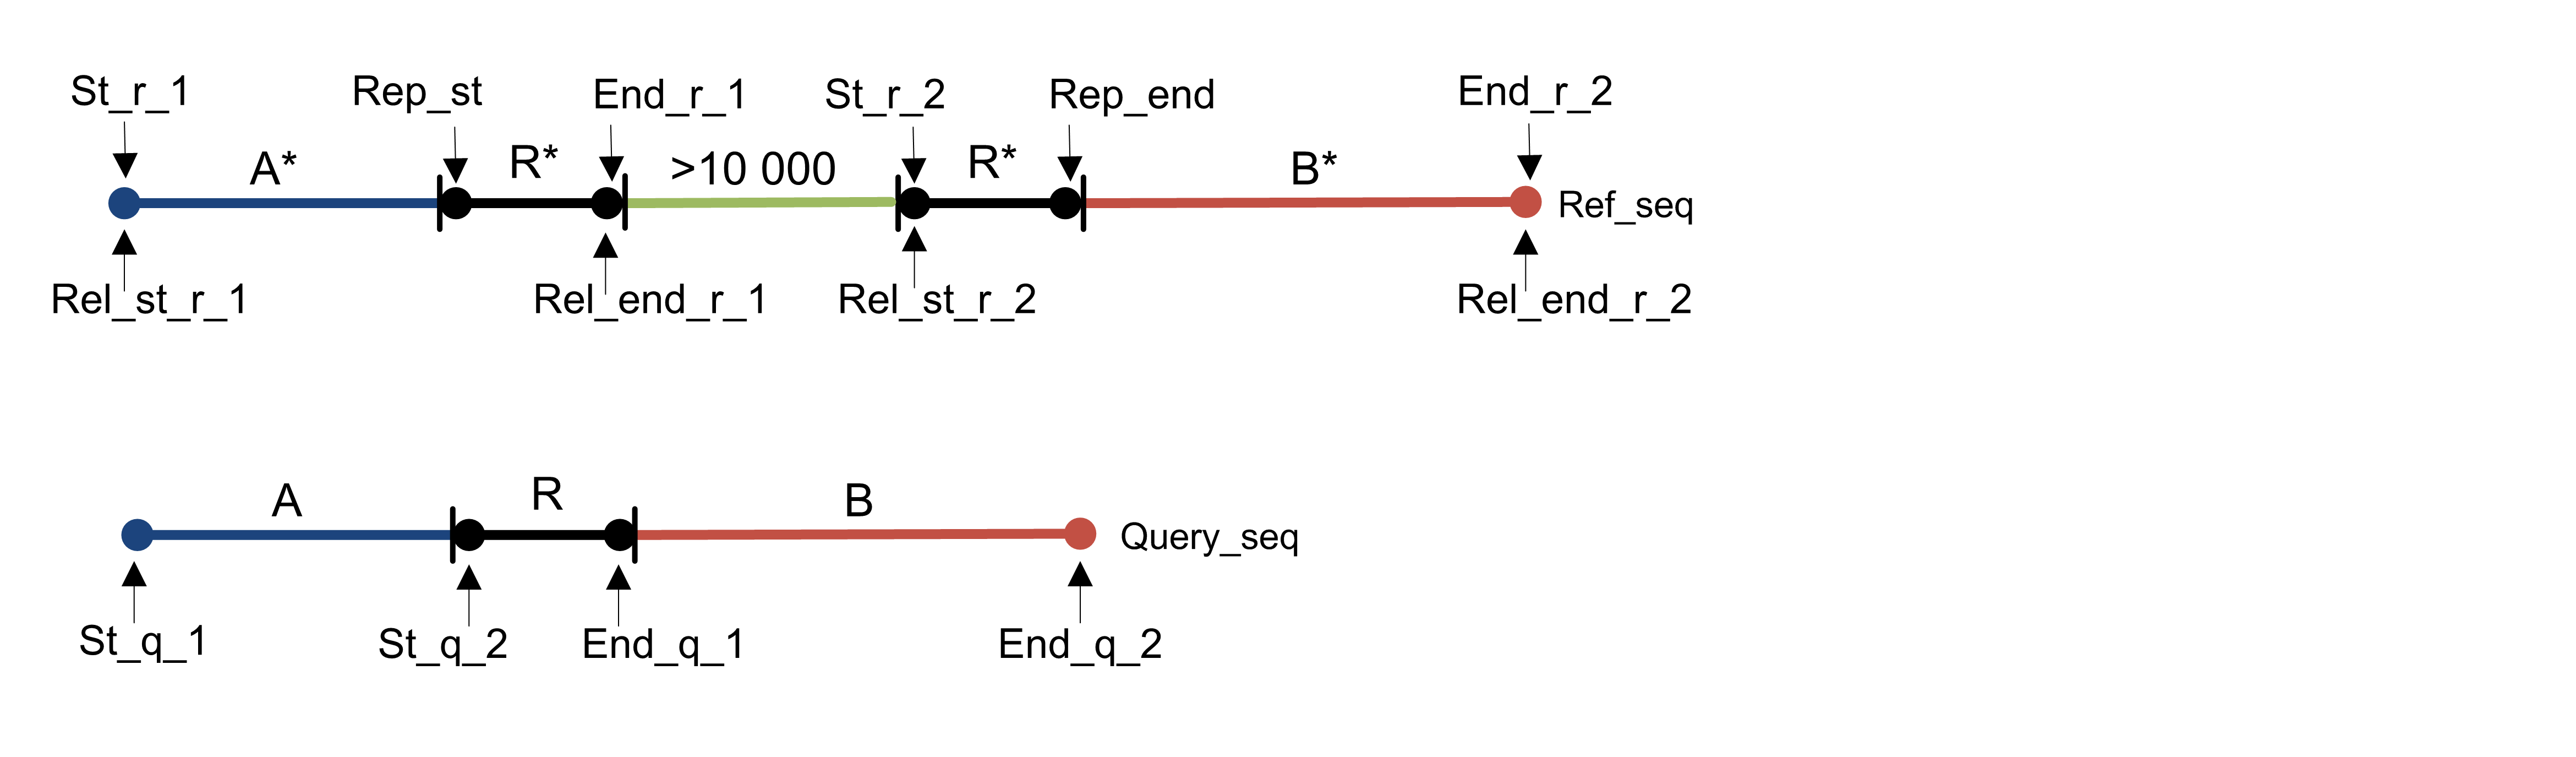 St_r_1
Rep_st
End_r_1
St_r_2
Rep_end
End_r_2
A*
R*
>10 000
R*
B*
Ref_seq
Rel_st_r_1
Rel_end_r_1
Rel_st_r_2
Rel_end_r_2
A
R
B
Query_seq
St_q_1
St_q_2
End_q_1
End_q_2